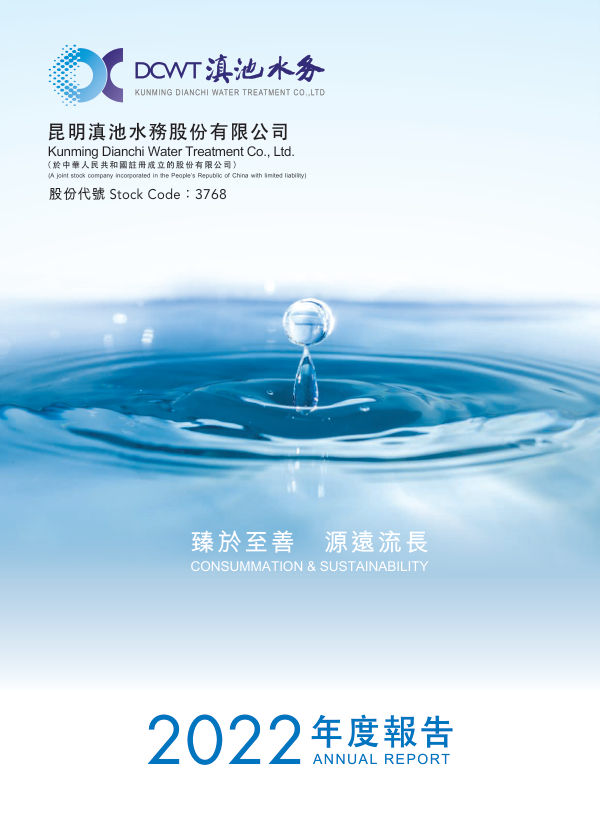 DCWT 滇池水务
KUNMING DIANCHI WATER TREATMENT CO.,LTD
昆明滇池水務股份有限公司
Kunming Dianchi Water Treatment Co., Ltd.
（於中華人民共和國註冊成立的股份有限公司）
(A joint stock company incorporated in the People's Republic of China with limited liability)
股份代號 Stock Code：3768
臻於至善　源遠流長
CONSUMMATION & SUSTAINABILITY
2022 年度報告
ANNUAL REPORT